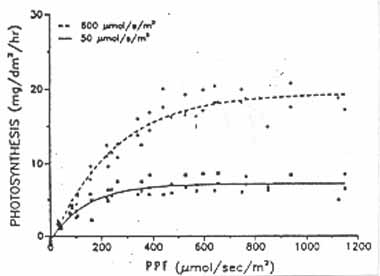 30
20
10
0
PHOTOSYNTHESIS (mg/dm²/hr)
500 μmol/s/m²
50 μmol/s/m²
0 200 400 600 800 1000 1200
PPF (μmol/sec/m²)